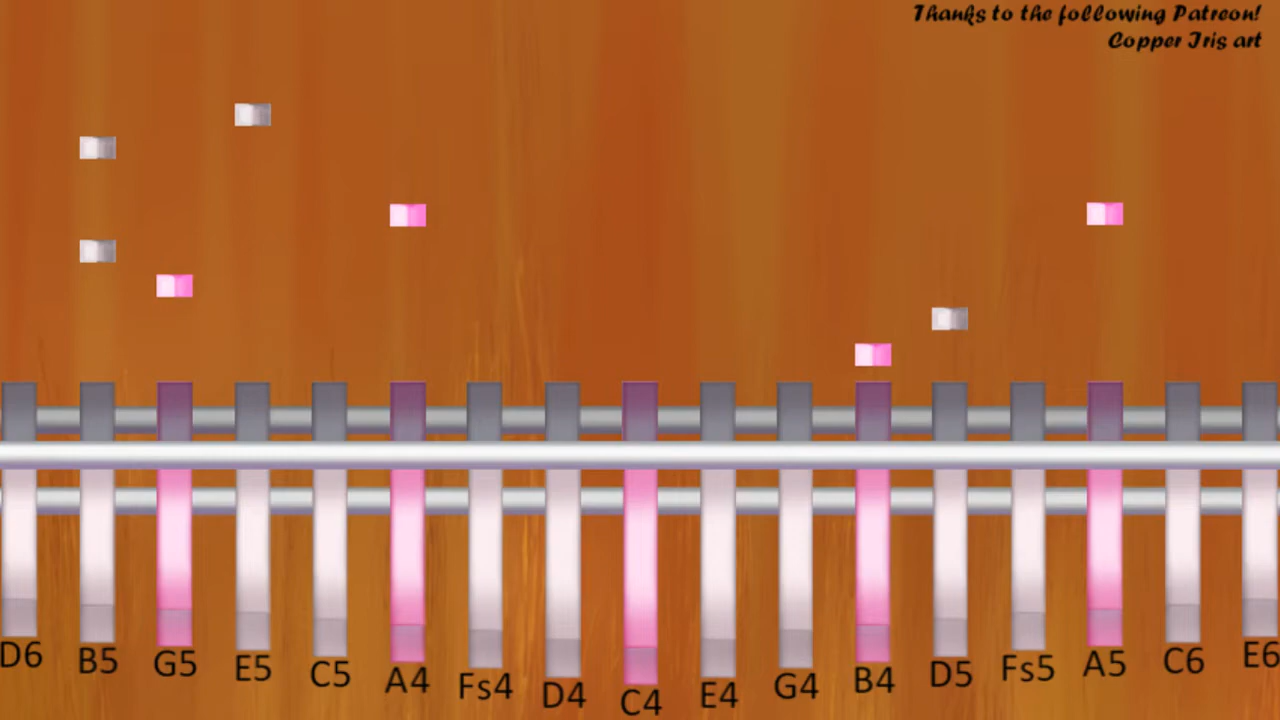 Thanks to the following Patreon!
Copper Iris art
D6 B5 G5 E5 C5 A4 Fs4 D4 C4 E4 G4 B4 D5 Fs5 A5 C6 E6